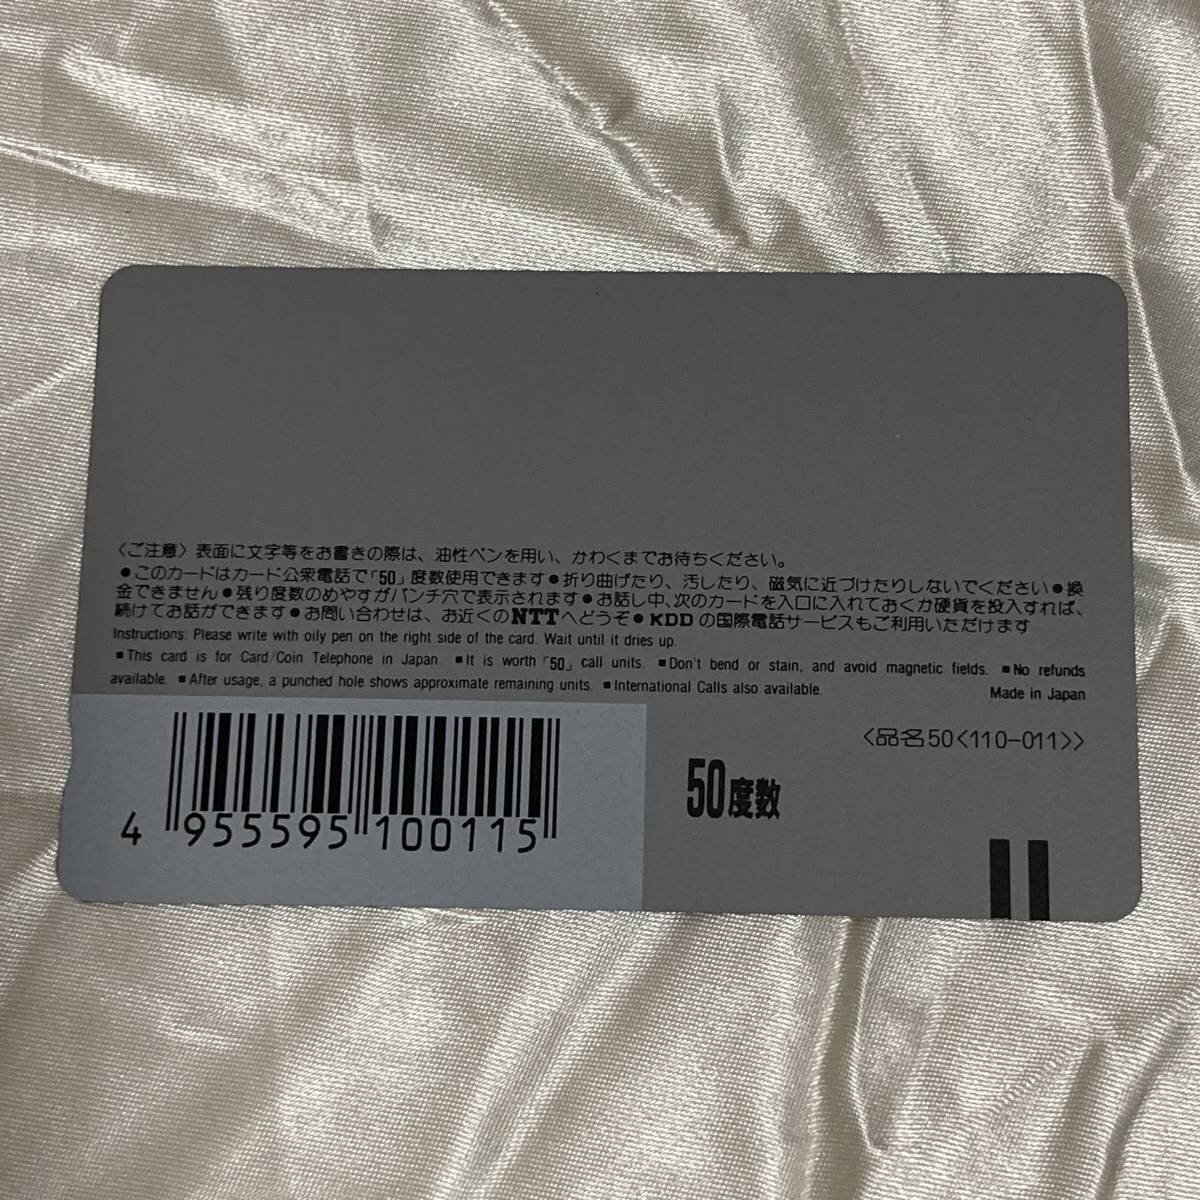 〈ご注意〉表面に文字等をお書きの際は、油性ペンを用い、かわくまでお待ちください。
●このカードはカード公衆電話で「50」度数使用できます●折り曲げたり、汚したり、磁気に近づけたりしないでください●換
金できません●残り度数のめやすがパンチ穴で表示されます●お話し中、次のカードを入口に入れておくか硬貨を投入すれば、
続けてお話ができます●お問い合わせは、お近くのNTTへどうぞ●KDDの国際電話サービスもご利用いただけます
Instructions: Please write with oily pen on the right side of the card. Wait until it dries up.
■This card is for Card/Coin Telephone in Japan. ■It is worth「50」call units. ■Don't bend or stain, and avoid magnetic fields. ■No refunds
available. ■After usage, a punched hole shows approximate remaining units. ■International Calls also available.
Made in Japan
〈品名50〈110-011〉〉
50度数
4 955595 100115